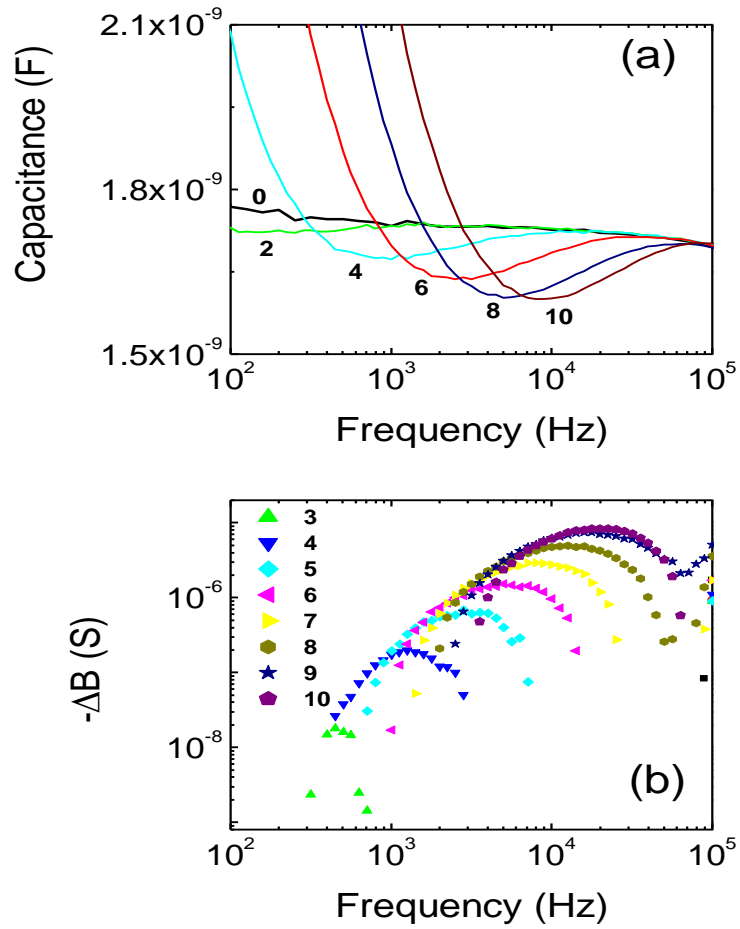 2.1x10⁻⁹
(a)
Capacitance (F)
1.8x10⁻⁹
0
2
4
6
8
10
1.5x10⁻⁹
10² 10³ 10⁴ 10⁵
Frequency (Hz)
3
4
5
6
7
8
9
10
10⁻⁶
-ΔB (S)
10⁻⁸
(b)
10² 10³ 10⁴ 10⁵
Frequency (Hz)